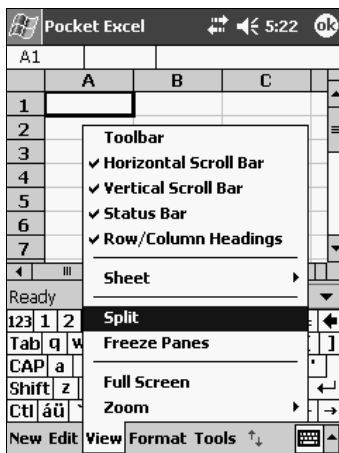 Pocket Excel 5:22 ok
A1
A B C
1
2
3
4
5
6
7
Toolbar
✓ Horizontal Scroll Bar
✓ Vertical Scroll Bar
✓ Status Bar
✓ Row/Column Headings
Sheet
Split
Freeze Panes
Full Screen
Zoom
Ready
123 1 2
Tab q w ]
CAP a '
Shift z
Ctl áü `
New Edit View Format Tools